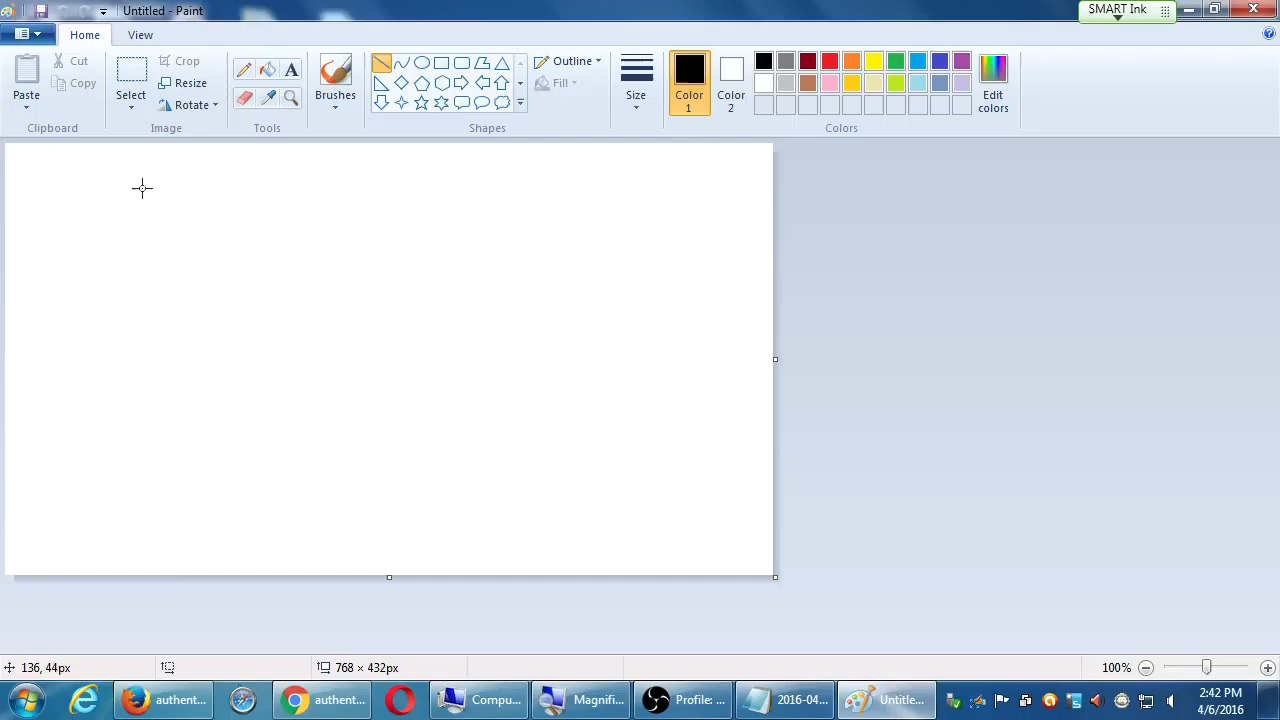 Untitled - Paint
SMART Ink
Home
View
Paste
Cut
Copy
Clipboard
Select
Crop
Resize
Rotate
Image
Tools
Brushes
Shapes
Outline
Fill
Size
Color 1
Color 2
Edit colors
Colors
136, 44px
768 × 432px
100%
authent...
authent...
Compu...
Magnifi...
Profile: ...
2016-04...
Untitle...
2:42 PM
4/6/2016